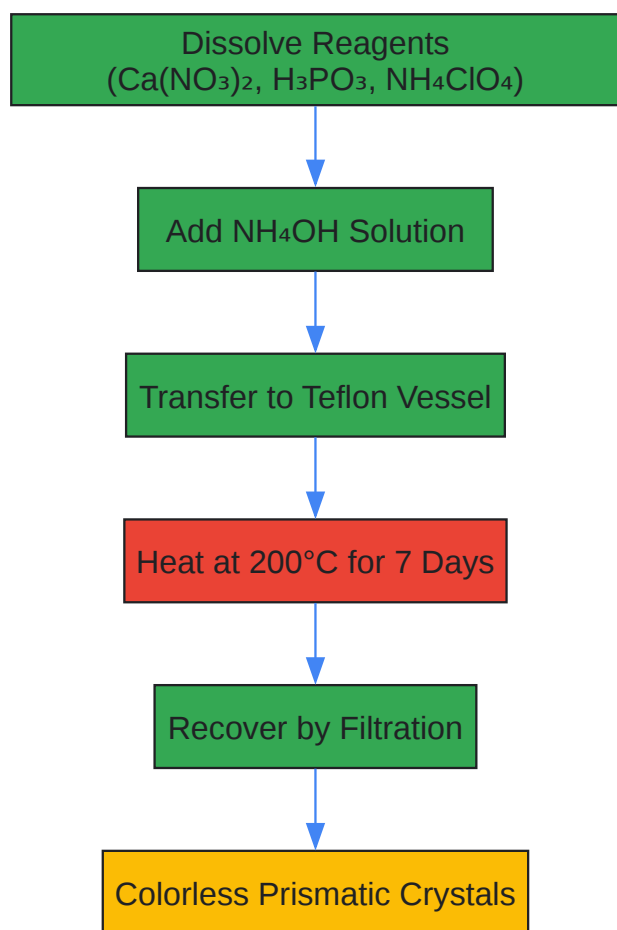 Dissolve Reagents
(Ca(NO₃)₂, H₃PO₃, NH₄ClO₄)
Add NH₄OH Solution
Transfer to Teflon Vessel
Heat at 200°C for 7 Days
Recover by Filtration
Colorless Prismatic Crystals